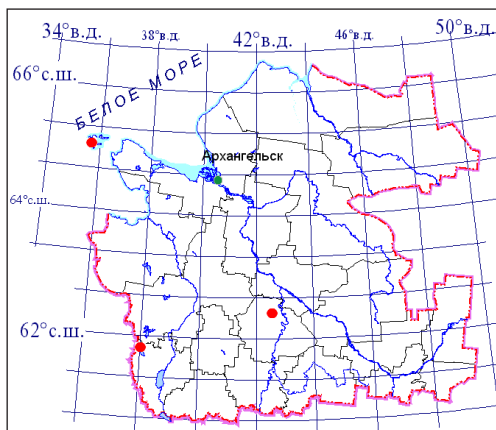 34°в.д.
38°в.д.
42°в.д.
46°в.д.
50°в.д.
66°с.ш.
БЕЛОЕ МОРЕ
Архангельск
64°с.ш.
62°с.ш.